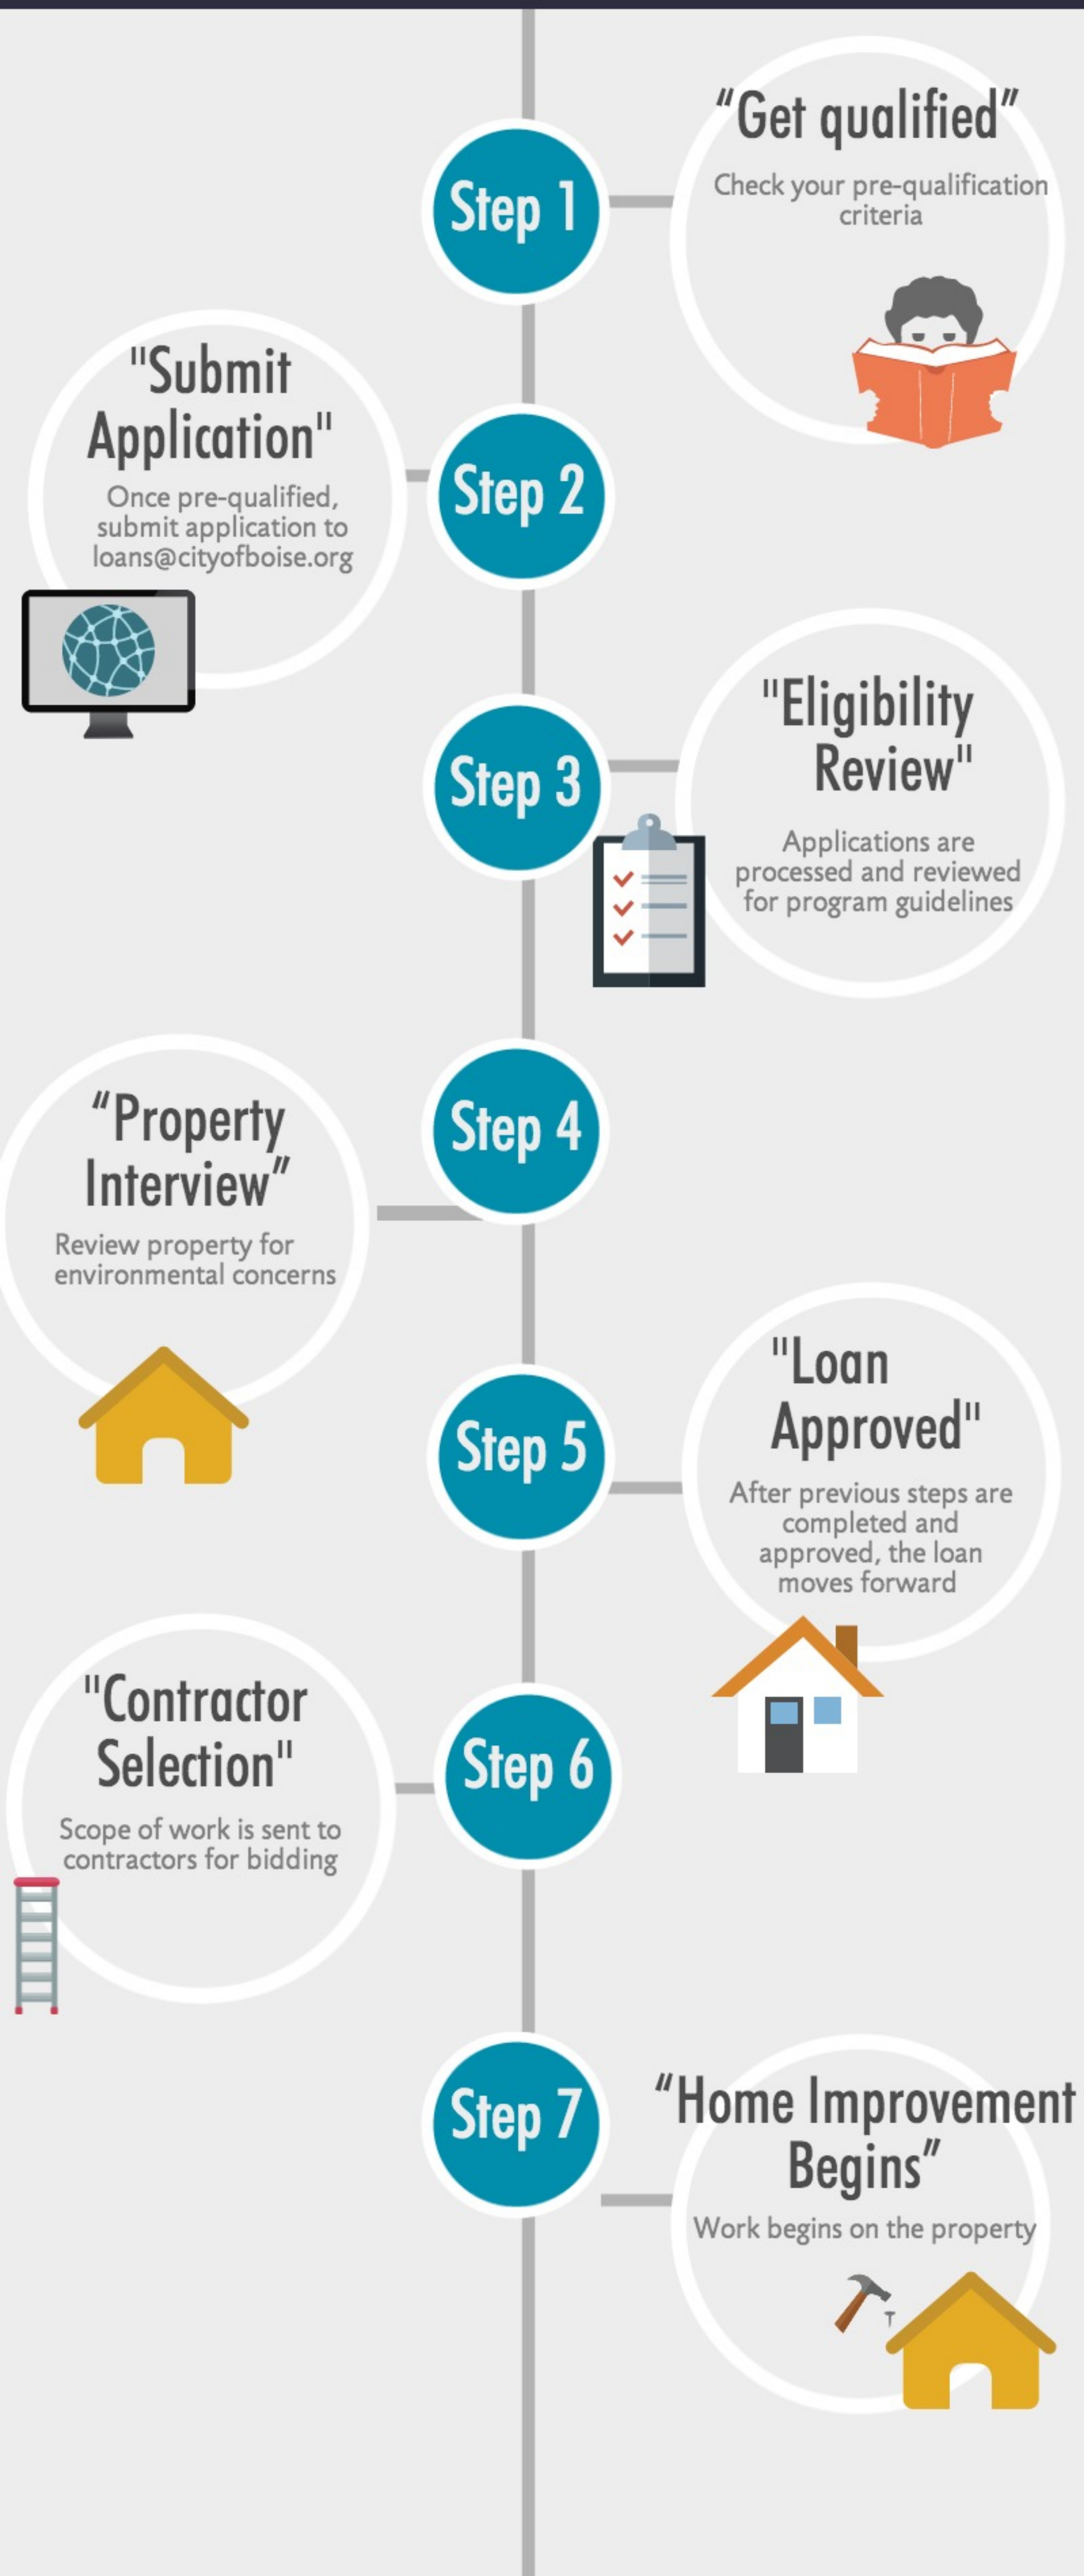 Step 1
“Get qualified”
Check your pre-qualification
criteria
Step 2
"Submit
Application"
Once pre-qualified,
submit application to
loans@cityofboise.org
Step 3
"Eligibility
Review"
Applications are
processed and reviewed
for program guidelines
Step 4
“Property
Interview”
Review property for
environmental concerns
Step 5
"Loan
Approved"
After previous steps are
completed and
approved, the loan
moves forward
Step 6
"Contractor
Selection"
Scope of work is sent to
contractors for bidding
Step 7
“Home Improvement
Begins”
Work begins on the property